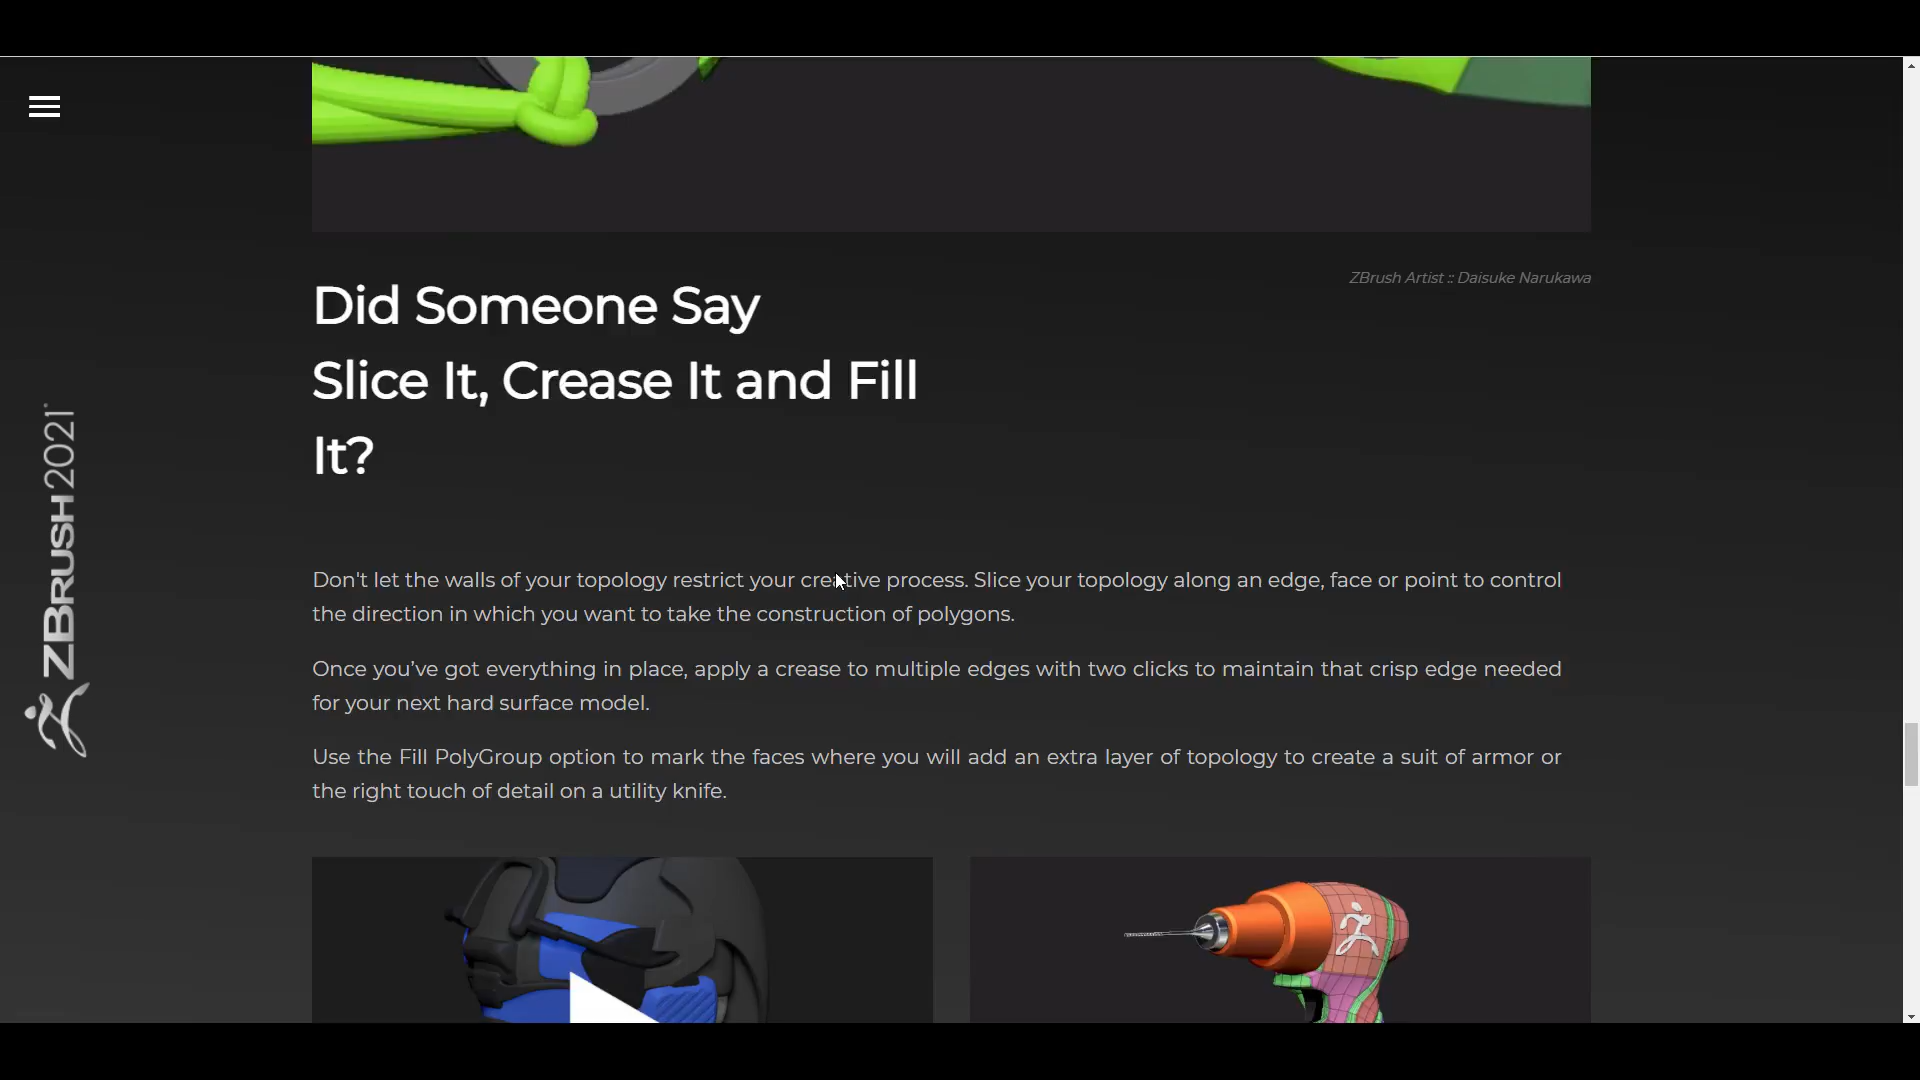 ZBrush Artist :: Daisuke Narukawa
Did Someone Say
Slice It, Crease It and Fill
It?
Don't let the walls of your topology restrict your creative process. Slice your topology along an edge, face or point to control
the direction in which you want to take the construction of polygons.
Once you’ve got everything in place, apply a crease to multiple edges with two clicks to maintain that crisp edge needed
for your next hard surface model.
Use the Fill PolyGroup option to mark the faces where you will add an extra layer of topology to create a suit of armor or
the right touch of detail on a utility knife.
ZBRUSH 2021